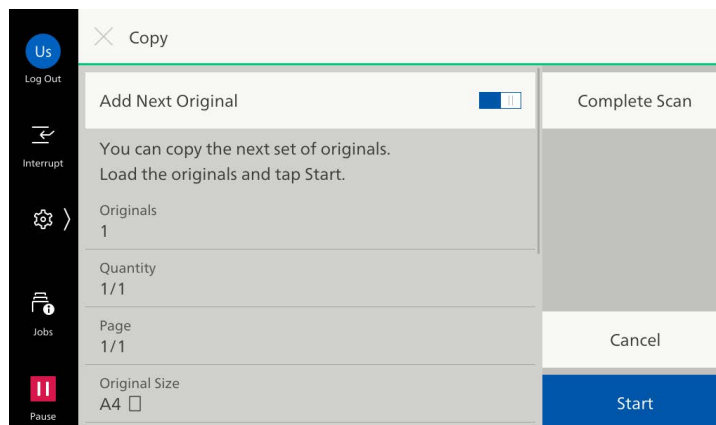 Us
Log Out
Interrupt
Jobs
Pause
Copy
Add Next Original
You can copy the next set of originals.
Load the originals and tap Start.
Originals
1
Quantity
1/1
Page
1/1
Original Size
A4
Complete Scan
Cancel
Start